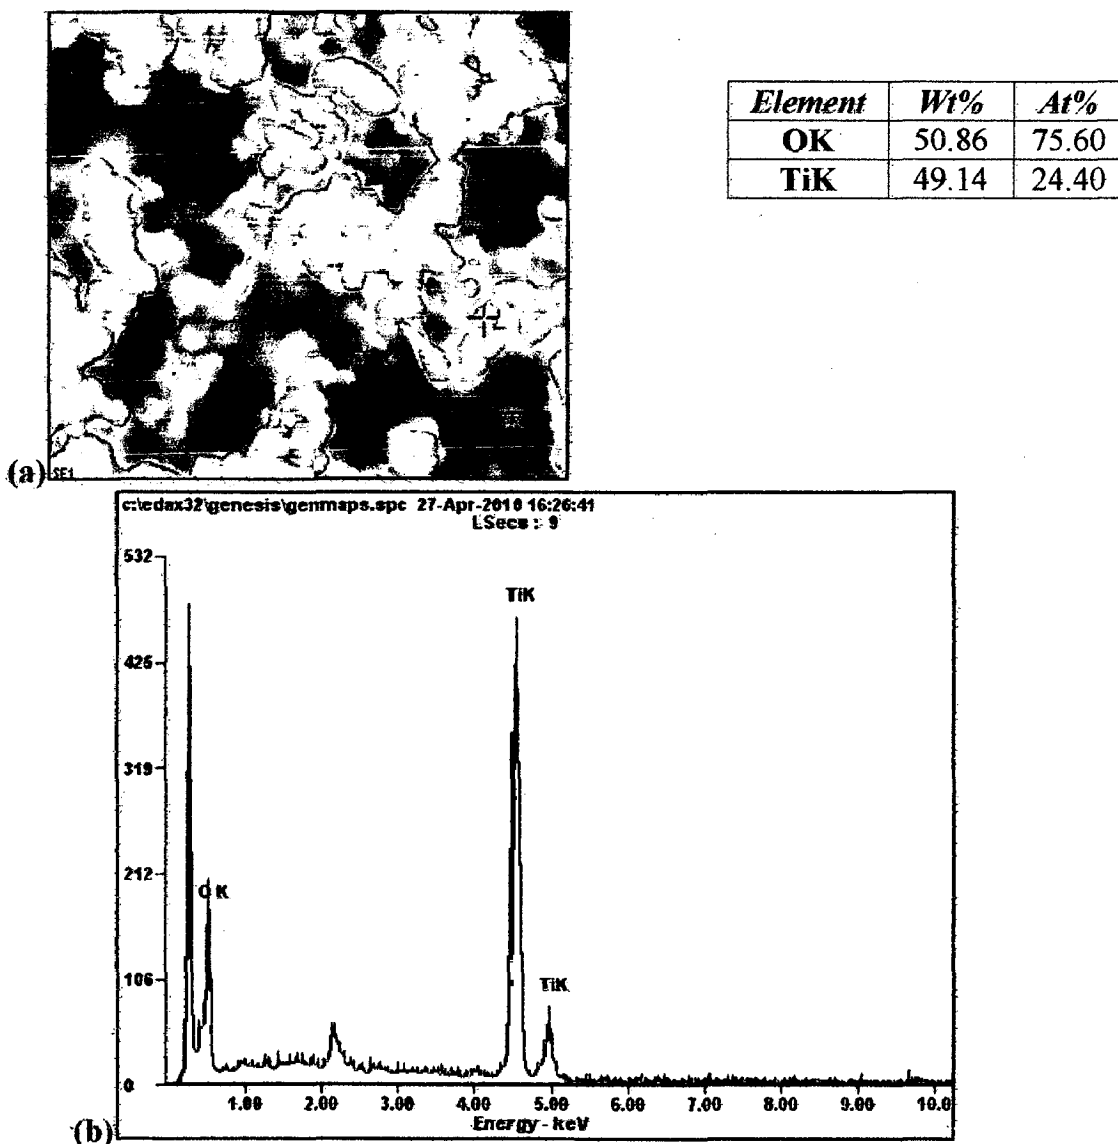 Element Wt% At%
OK 50.86 75.60
TiK 49.14 24.40
(a) SE1
c:\edax32\genesis\genmaps.spc 27-Apr-2010 16:26:41
LSecs : 9
532
425
319
212
106
0
TiK
O K
TiK
1.00 2.00 3.00 4.00 5.00 6.00 7.00 8.00 9.00 10.0
Energy - keV
(b)